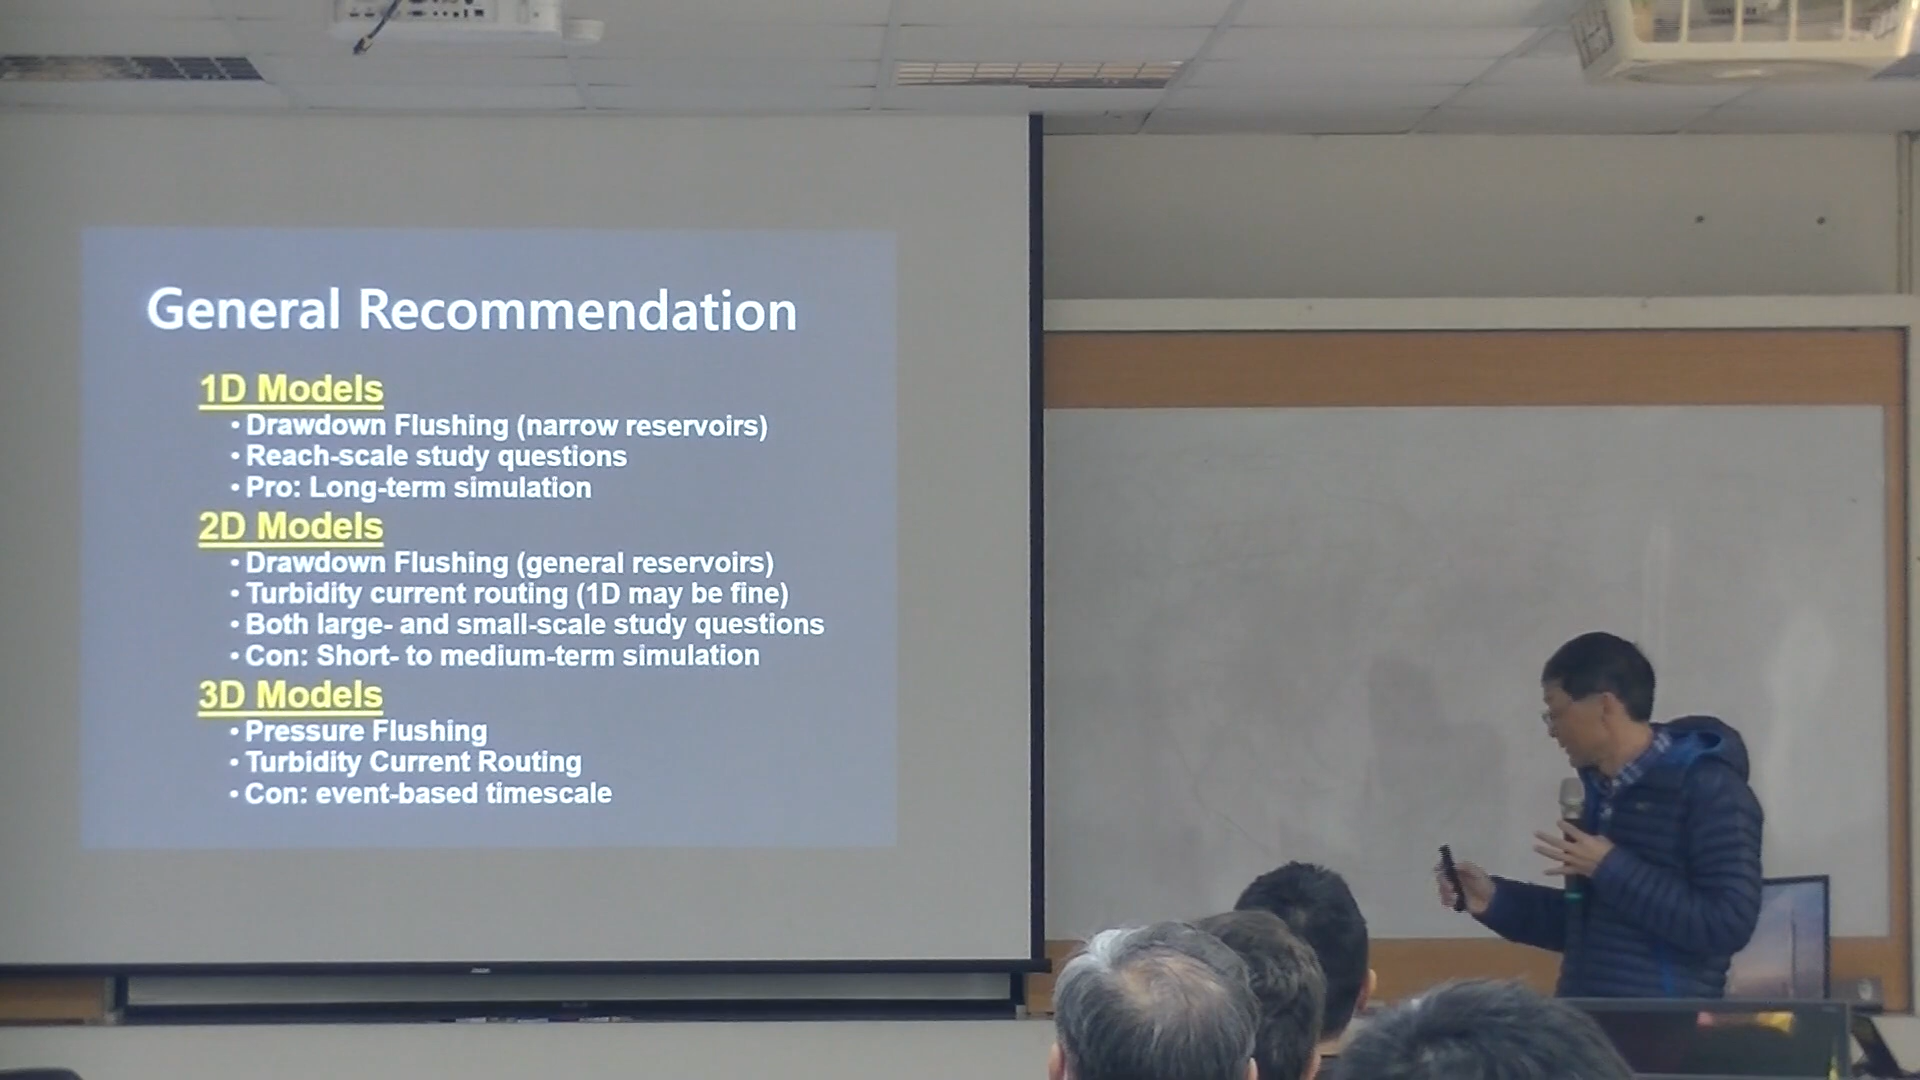 General Recommendation
1D Models
• Drawdown Flushing (narrow reservoirs)
• Reach-scale study questions
• Pro: Long-term simulation
2D Models
• Drawdown Flushing (general reservoirs)
• Turbidity current routing (1D may be fine)
• Both large- and small-scale study questions
• Con: Short- to medium-term simulation
3D Models
• Pressure Flushing
• Turbidity Current Routing
• Con: event-based timescale